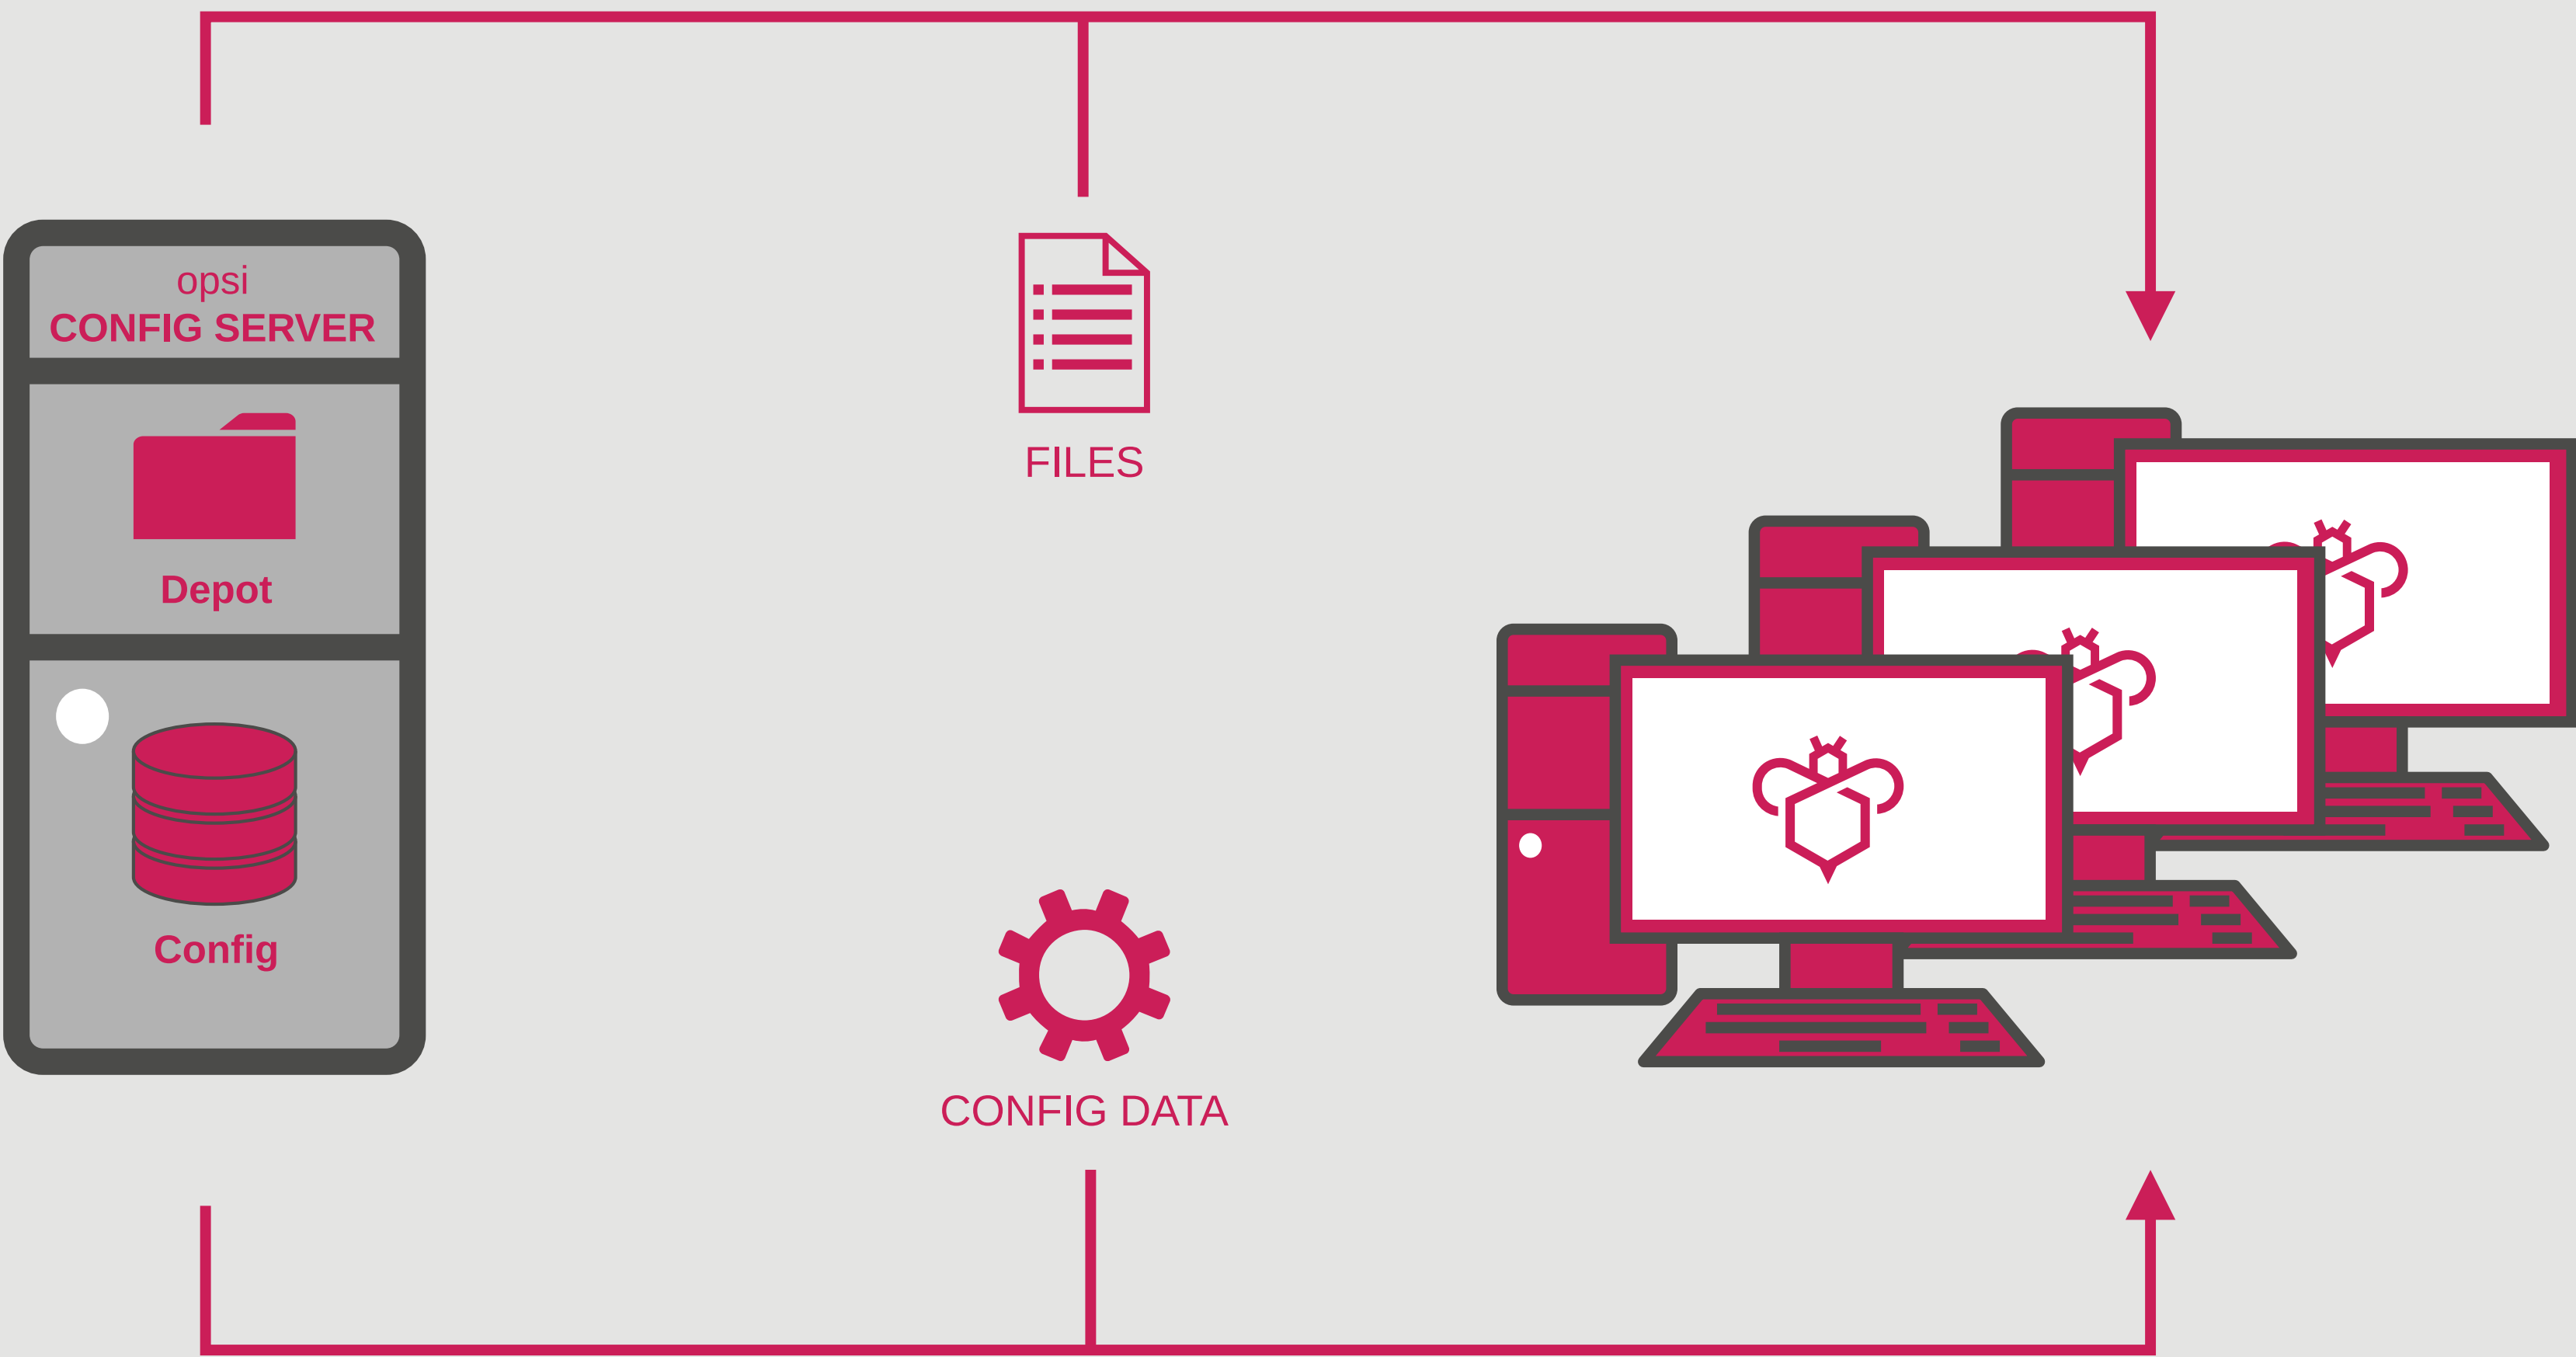 opsi
CONFIG SERVER
Depot
Config
FILES
CONFIG DATA